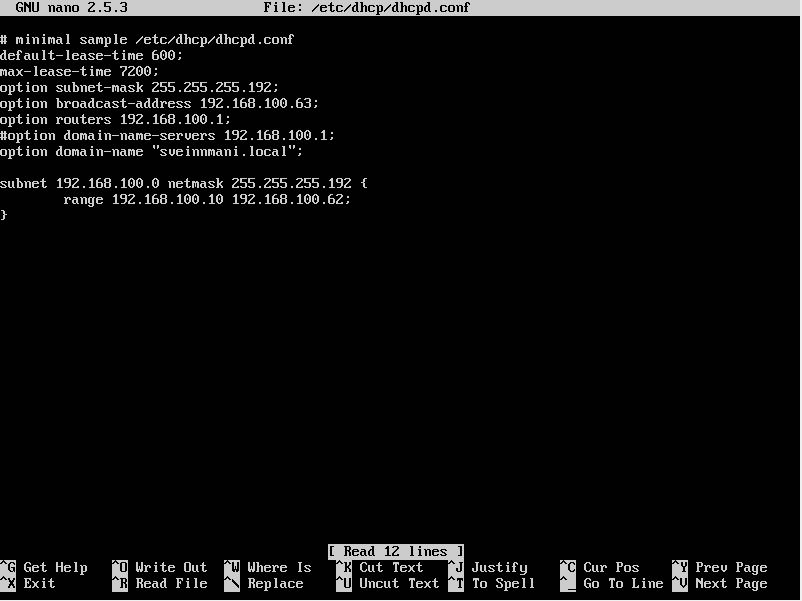 GNU nano 2.5.3 File: /etc/dhcp/dhcpd.conf
# minimal sample /etc/dhcp/dhcpd.conf
default-lease-time 600;
max-lease-time 7200;
option subnet-mask 255.255.255.192;
option broadcast-address 192.168.100.63;
option routers 192.168.100.1;
#option domain-name-servers 192.168.100.1;
option domain-name "sveinnmani.local";
subnet 192.168.100.0 netmask 255.255.255.192 {
range 192.168.100.10 192.168.100.62;
}
[ Read 12 lines ]
^G Get Help ^O Write Out ^W Where Is ^K Cut Text ^J Justify ^C Cur Pos ^Y Prev Page
^X Exit ^R Read File ^\ Replace ^U Uncut Text ^T To Spell ^_ Go To Line ^V Next Page